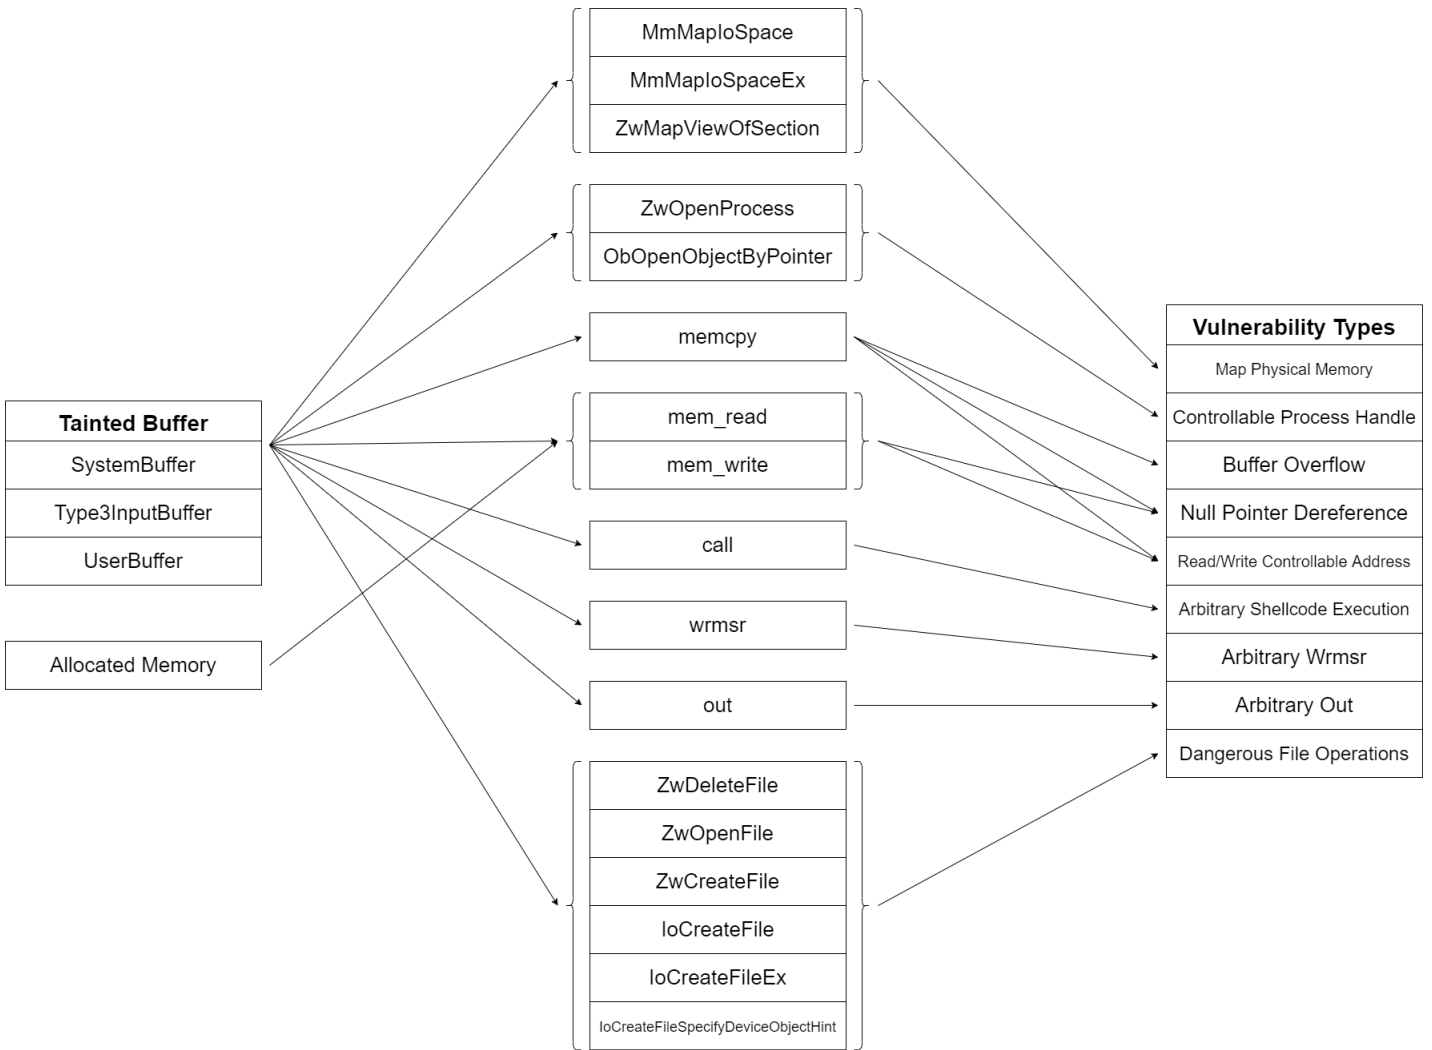 MmMapIoSpace
MmMapIoSpaceEx
ZwMapViewOfSection
ZwOpenProcess
ObOpenObjectByPointer
memcpy
mem_read
mem_write
call
wrmsr
out
ZwDeleteFile
ZwOpenFile
ZwCreateFile
IoCreateFile
IoCreateFileEx
IoCreateFileSpecifyDeviceObjectHint
Tainted Buffer
SystemBuffer
Type3InputBuffer
UserBuffer
Allocated Memory
Vulnerability Types
Map Physical Memory
Controllable Process Handle
Buffer Overflow
Null Pointer Dereference
Read/Write Controllable Address
Arbitrary Shellcode Execution
Arbitrary Wrmsr
Arbitrary Out
Dangerous File Operations